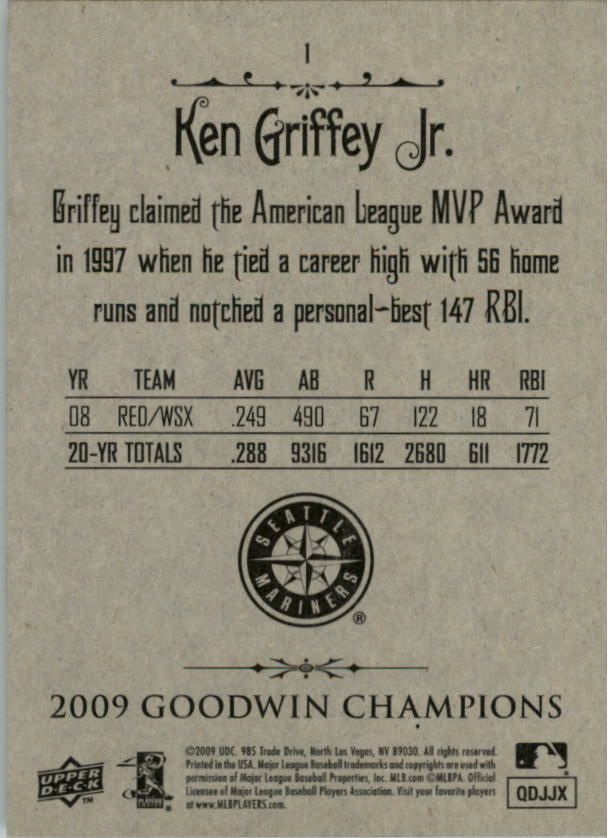 1
Ken Griffey Jr.
Griffey claimed the American League MVP Award
in 1997 when he tied a career high with 56 home
runs and notched a personal-best 147 RBI.
YR TEAM AVG AB R H HR RBI
08 RED/WSX .249 490 67 122 18 71
20-YR TOTALS .288 9316 1612 2680 611 1772
SEATTLE
MARINERS
®
2009 GOODWIN CHAMPIONS
UPPER
D·E·C·K
TM
©2009 UDC. 985 Trade Drive, North Las Vegas, NV 89030. All rights reserved.
Printed in the USA. Major League Baseball trademarks and copyrights are used with
permission of Major League Baseball Properties, Inc. MLB.com ©MLBPA. Official
Licensee of Major League Baseball Players Association. Visit your favorite players
at www.MLBPLAYERS.com.
QDJJX